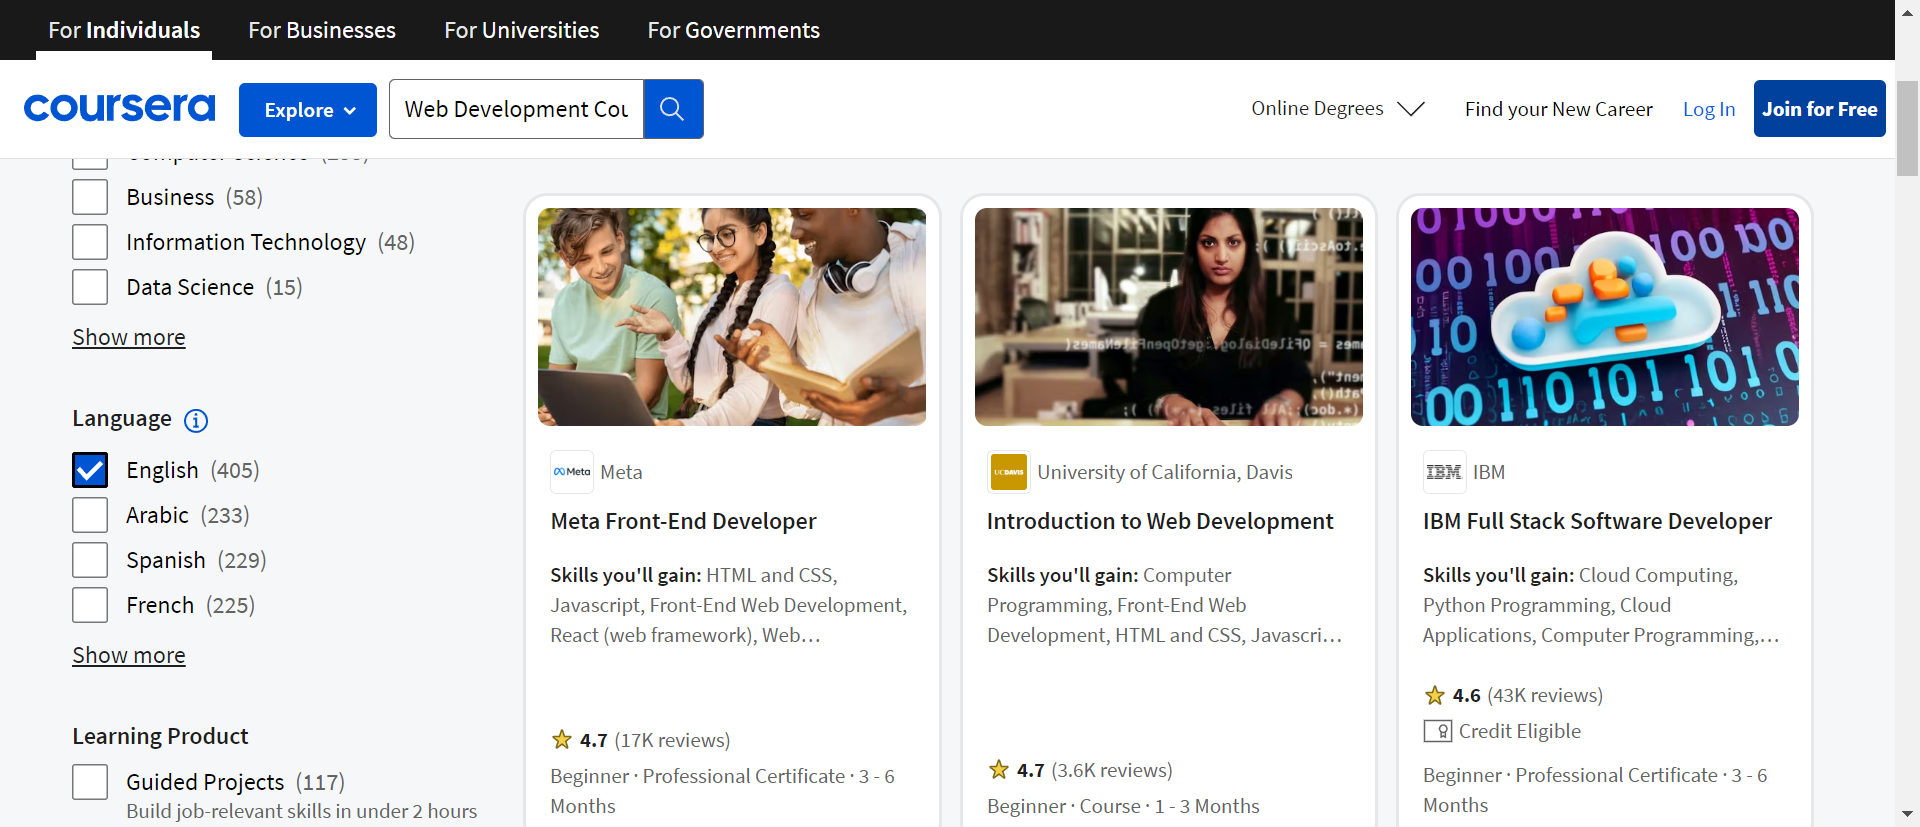 For Individuals
For Businesses
For Universities
For Governments
coursera
Explore
Web Development Cou
Online Degrees
Find your New Career
Log In
Join for Free
Business (58)
Information Technology (48)
Data Science (15)
Show more
Language
English (405)
Arabic (233)
Spanish (229)
French (225)
Show more
Learning Product
Guided Projects (117)
Build job-relevant skills in under 2 hours
Meta
Meta
Meta Front-End Developer
Skills you'll gain: HTML and CSS,
Javascript, Front-End Web Development,
React (web framework), Web…
4.7 (17K reviews)
Beginner · Professional Certificate · 3 - 6
Months
UCDAVIS
University of California, Davis
Introduction to Web Development
Skills you'll gain: Computer
Programming, Front-End Web
Development, HTML and CSS, Javascri…
4.7 (3.6K reviews)
Beginner · Course · 1 - 3 Months
IBM
IBM
IBM Full Stack Software Developer
Skills you'll gain: Cloud Computing,
Python Programming, Cloud
Applications, Computer Programming,…
4.6 (43K reviews)
Credit Eligible
Beginner · Professional Certificate · 3 - 6
Months